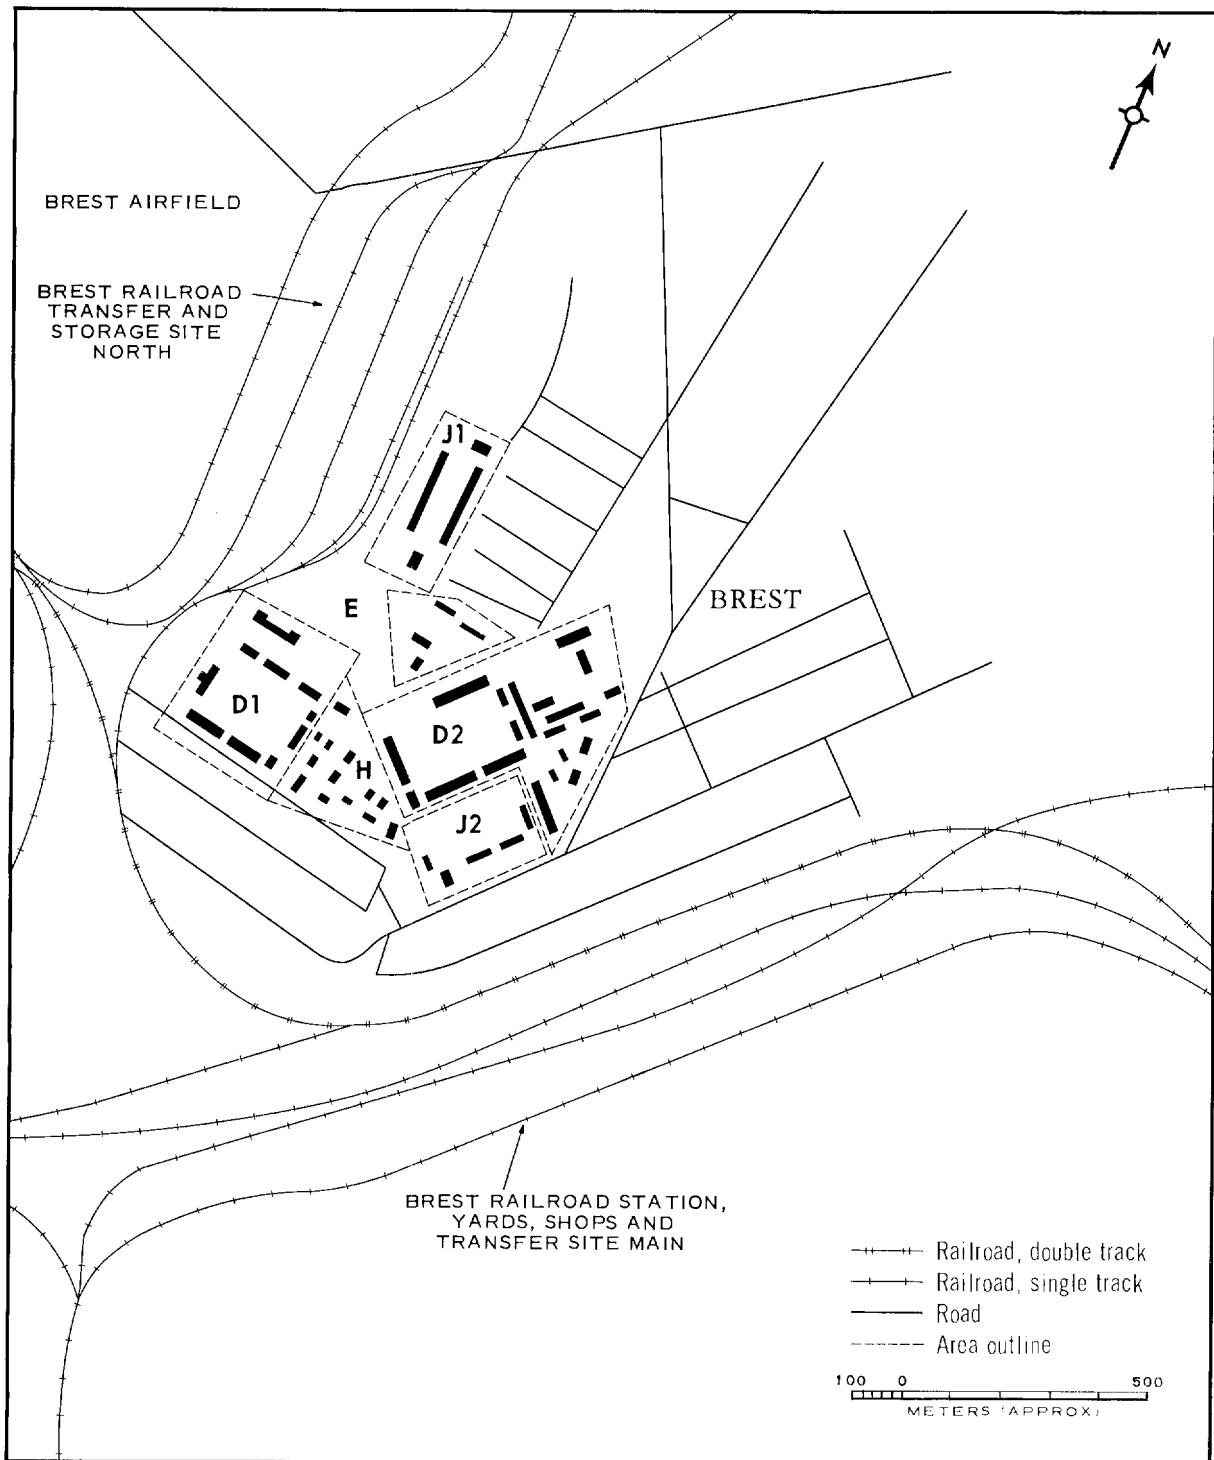 N
BREST AIRFIELD
BREST RAILROAD
TRANSFER AND
STORAGE SITE
NORTH
J1
E
BREST
D1
D2
H
J2
BREST RAILROAD STATION,
YARDS, SHOPS AND
TRANSFER SITE MAIN
Railroad, double track
Railroad, single track
Road
Area outline
100 0 500
METERS (APPROX)